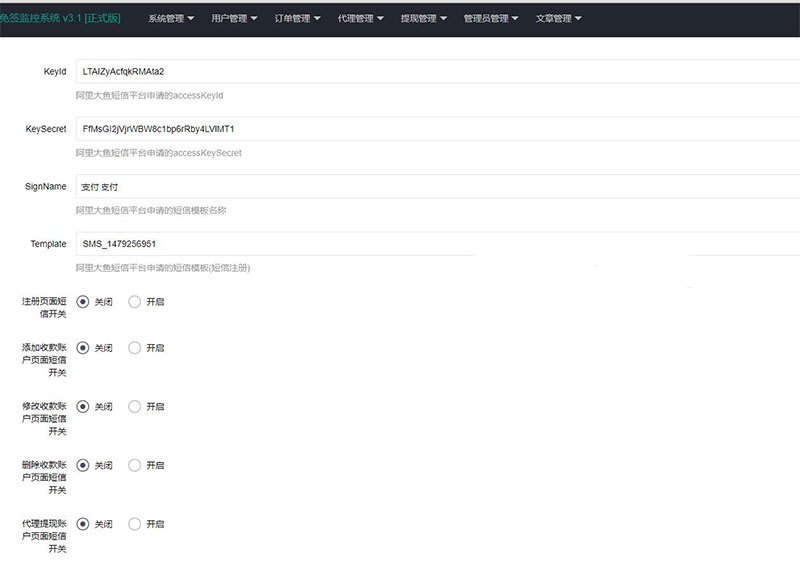 免签监控系统 v3.1 [正式版] 系统管理 用户管理 订单管理 代理管理 提现管理 管理员管理 文章管理
KeyId LTAIZyAcfqkRMAta2
阿里大鱼短信平台申请的accessKeyId
KeySecret FfMsGI2jVjrWBW8c1bp6rRby4LVlMT1
阿里大鱼短信平台申请的accessKeySecret
SignName 支付 支付
阿里大鱼短信平台申请的短信模板名称
Template SMS_1479256951
阿里大鱼短信平台申请的短信模板(短信注册)
注册页面短 关闭 开启
信开关
添加收款账 关闭 开启
户页面短信
开关
修改收款账 关闭 开启
户页面短信
开关
删除收款账 关闭 开启
户页面短信
开关
代理提现账 关闭 开启
户页面短信
开关